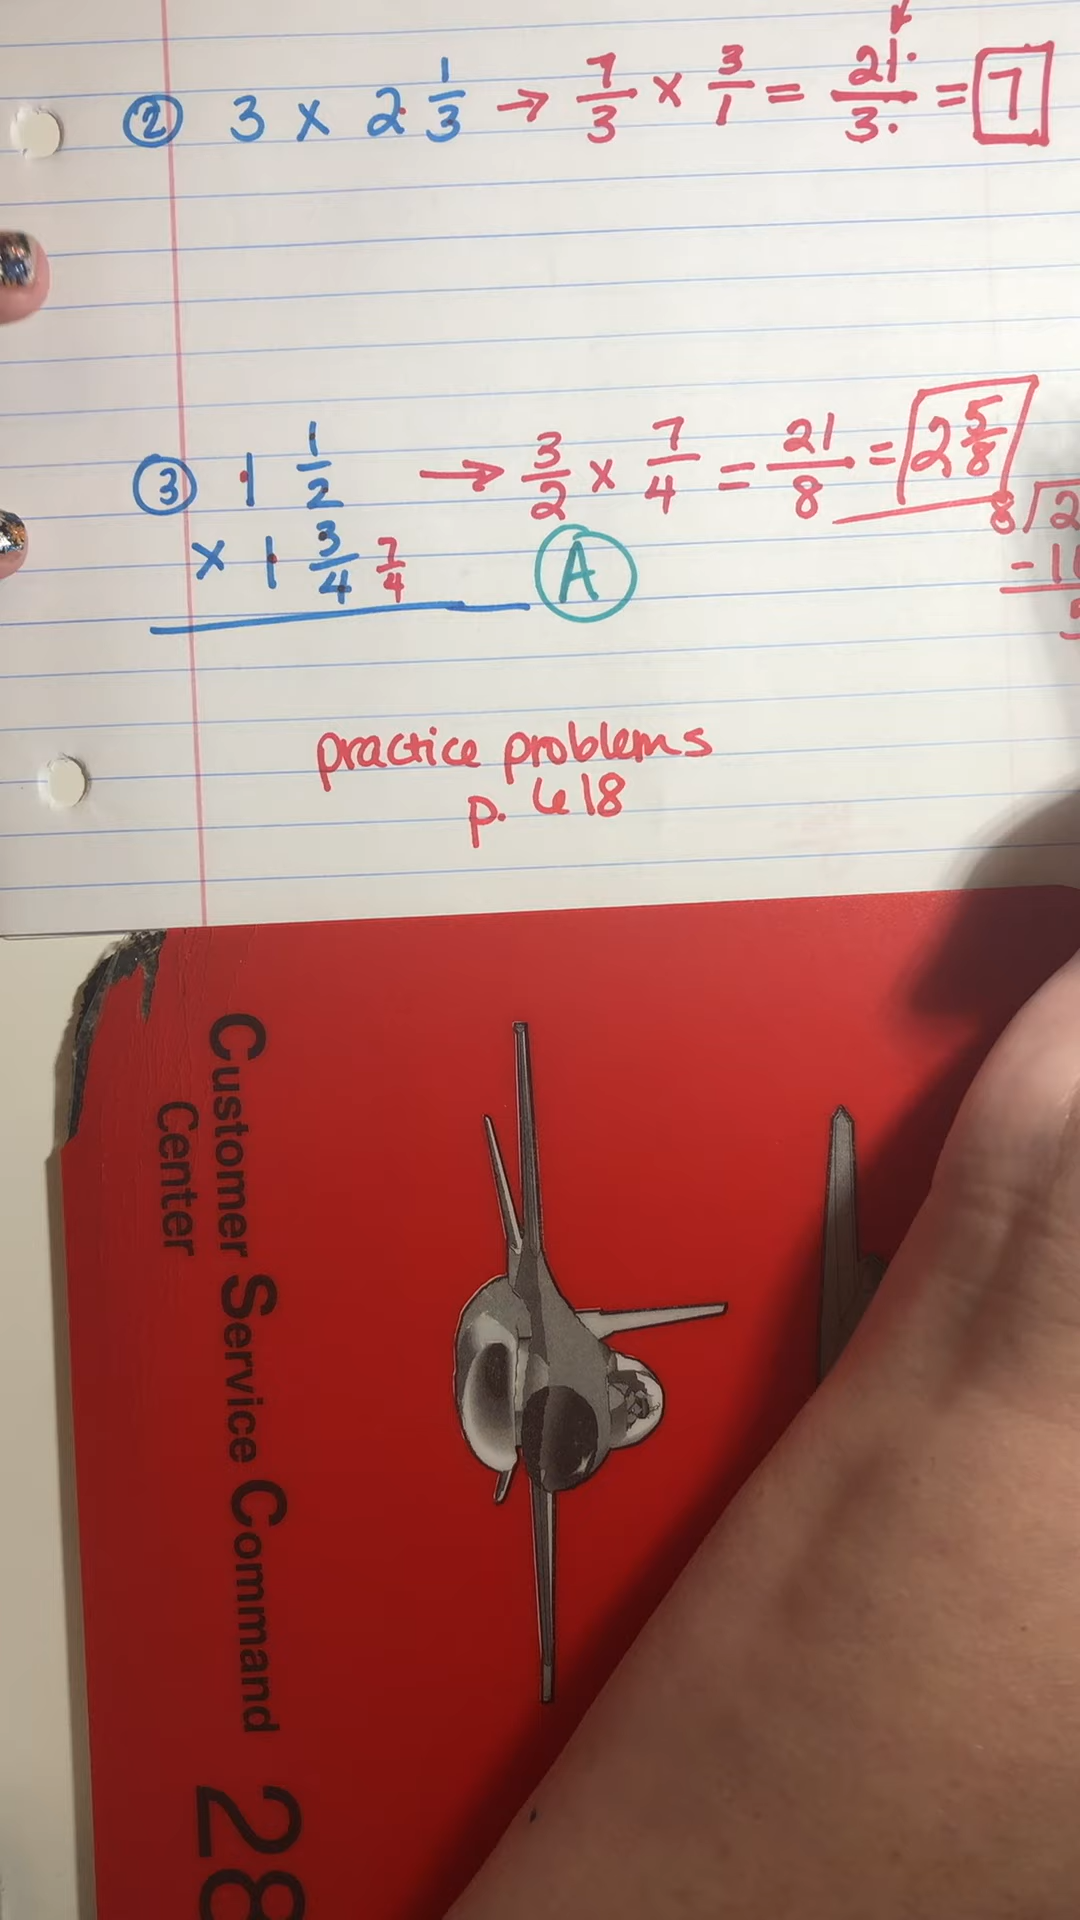 ② 3 x 2 1/3 → 7/3 x 3/1 = 21/3 = 7
③ 1 1/2 → 3/2 x 7/4 = 21/8 = 2 5/8
x 1 3/4 7/4
A
practice problems
p. 618
Customer Service Command
Center
28